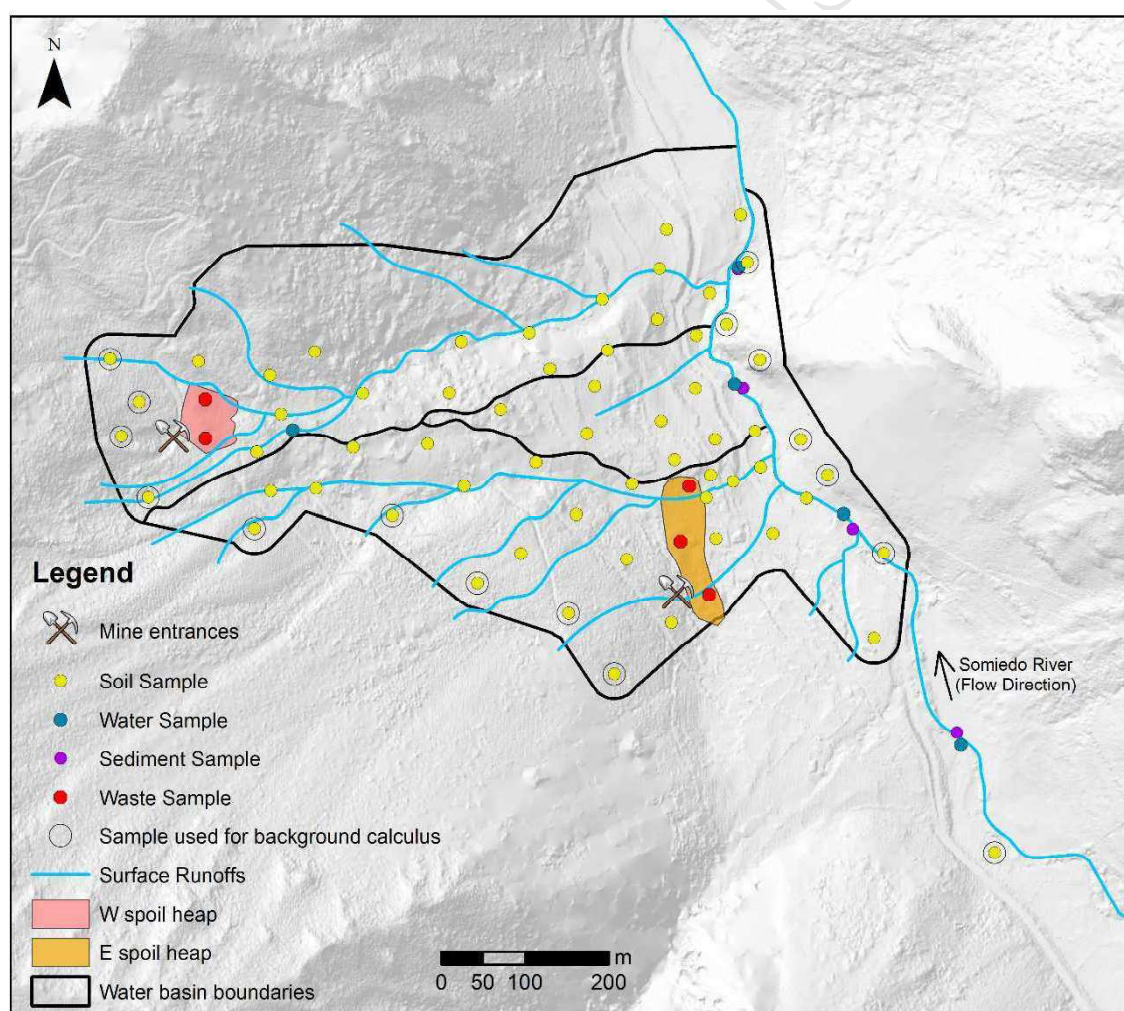 N
Legend
Mine entrances
Soil Sample
Water Sample
Sediment Sample
Waste Sample
Sample used for background calculus
Surface Runoffs
W spoil heap
E spoil heap
Water basin boundaries
Somiedo River
(Flow Direction)
m
0 50 100 200